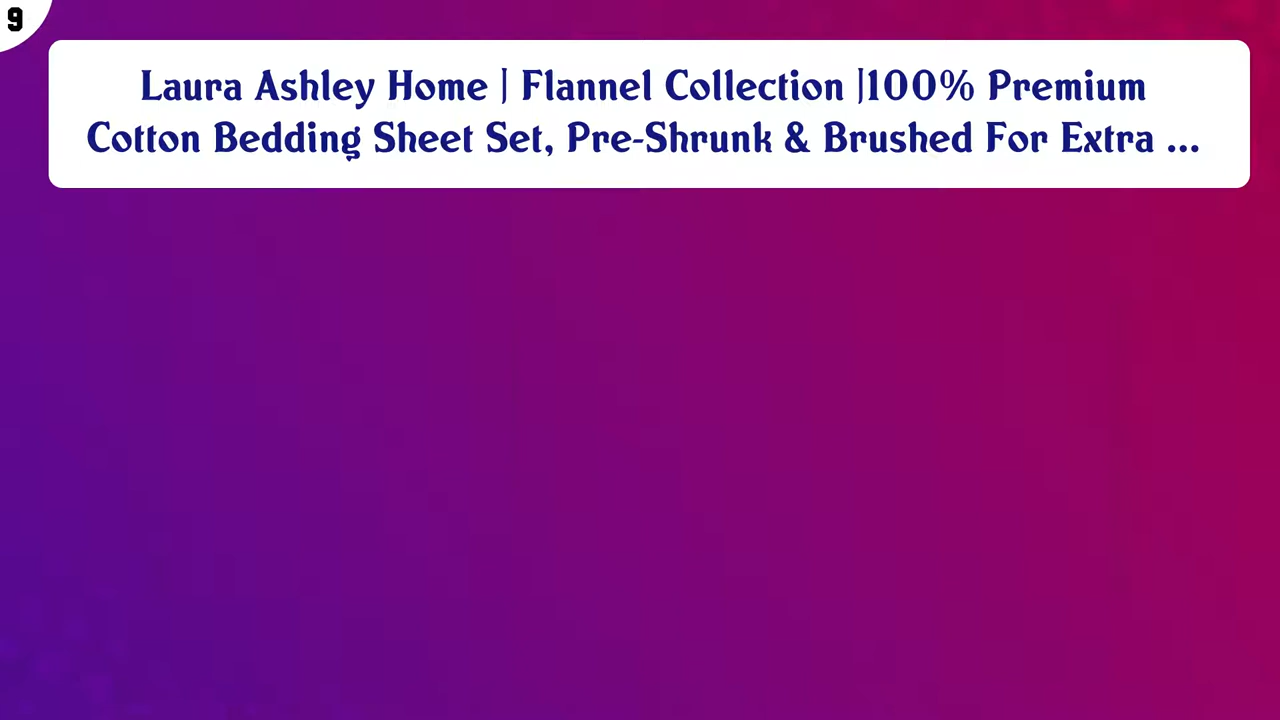 9
Laura Ashley Home | Flannel Collection |100% Premium
Cotton Bedding Sheet Set, Pre-Shrunk & Brushed For Extra ...